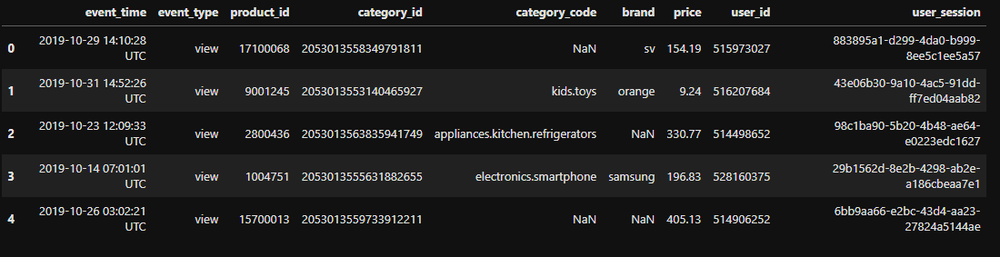 event_time event_type product_id category_id category_code brand price user_id user_session
0 2019-10-29 14:10:28 UTC view 17100068 2053013558349791811 NaN sv 154.19 515973027 883895a1-d299-4da0-b999-8ee5c1ee5a57
1 2019-10-31 14:52:26 UTC view 9001245 2053013553140465927 kids.toys orange 9.24 516207684 43e06b30-9a10-4ac5-91dd-ff7ed04aab82
2 2019-10-23 12:09:33 UTC view 2800436 2053013563835941749 appliances.kitchen.refrigerators NaN 330.77 514498652 98c1ba90-5b20-4b48-ae64-e0223edc1627
3 2019-10-14 07:01:01 UTC view 1004751 2053013555631882655 electronics.smartphone samsung 196.83 528160375 29b1562d-8e2b-4298-ab2e-a186cbeaa7e1
4 2019-10-26 03:02:21 UTC view 15700013 2053013559733912211 NaN NaN 405.13 514906252 6bb9aa66-e2bc-43d4-aa23-27824a5144ae